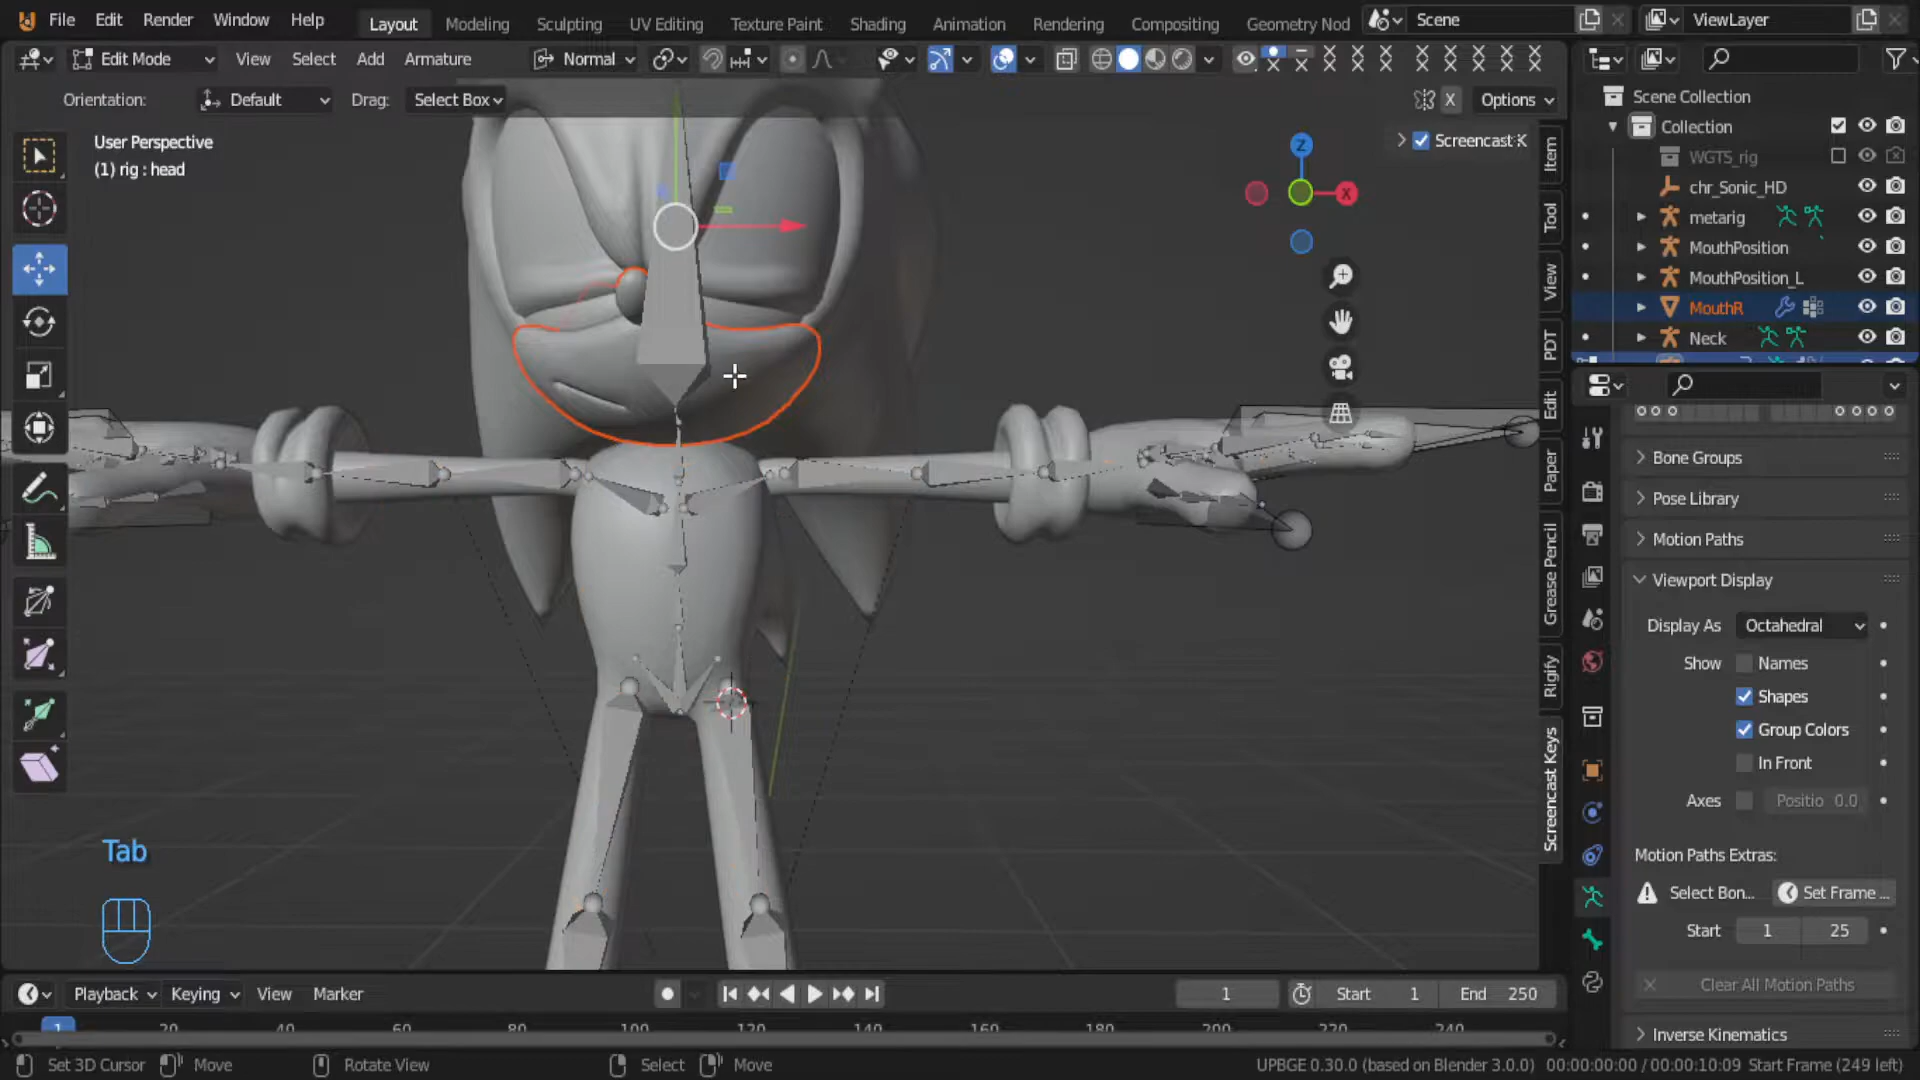 File Edit Render Window Help Layout Modeling Sculpting UV Editing Texture Paint Shading Animation Rendering Compositing Geometry Nod Scene ViewLayer
Edit Mode View Select Add Armature Normal
Orientation: Default Drag: Select Box X Options
User Perspective
(1) rig : head
Screencast K
Z
X
Item
Tool
View
PDT
Edit
Paper
Grease Pencil
Rigify
Screencast Keys
Scene Collection
Collection
WGTS_rig
chr_Sonic_HD
metarig
MouthPosition
MouthPosition_L
MouthR
Neck
Bone Groups
Pose Library
Motion Paths
Viewport Display
Display As Octahedral
Show Names
Shapes
Group Colors
In Front
Axes Positio 0.0
Motion Paths Extras:
Select Bon... Set Frame ...
Start 1 25
Clear All Motion Paths
Inverse Kinematics
Tab
Playback Keying View Marker 1 Start 1 End 250
1 20 40 60 80 100 120 140 160 180 200 220 240
Set 3D Cursor Move Rotate View Select Move UPBGE 0.30.0 (based on Blender 3.0.0) 00:00:00:00 / 00:00:10:09 Start Frame (249 left)